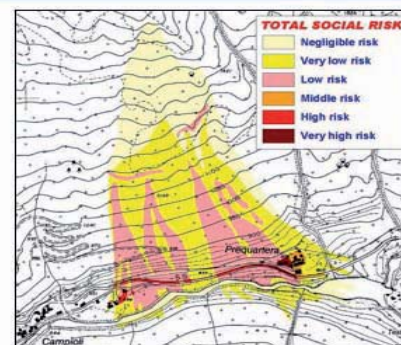 TOTAL SOCIAL RISK
Negligible risk
Very low risk
Low risk
Middle risk
High risk
Very high risk
Prequartera
Campioli